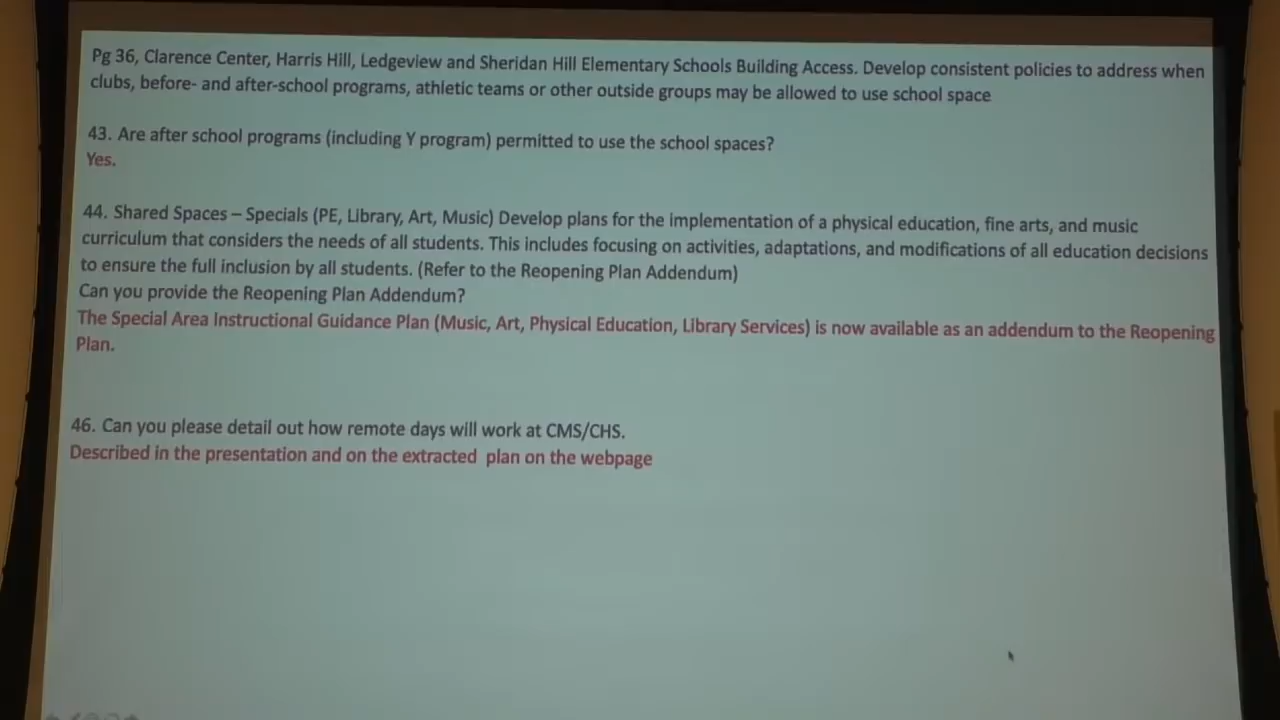 Pg 36, Clarence Center, Harris Hill, Ledgeview and Sheridan Hill Elementary Schools Building Access. Develop consistent policies to address when
clubs, before- and after-school programs, athletic teams or other outside groups may be allowed to use school space
43. Are after school programs (including Y program) permitted to use the school spaces?
Yes.
44. Shared Spaces – Specials (PE, Library, Art, Music) Develop plans for the implementation of a physical education, fine arts, and music
curriculum that considers the needs of all students. This includes focusing on activities, adaptations, and modifications of all education decisions
to ensure the full inclusion by all students. (Refer to the Reopening Plan Addendum)
Can you provide the Reopening Plan Addendum?
The Special Area Instructional Guidance Plan (Music, Art, Physical Education, Library Services) is now available as an addendum to the Reopening
Plan.
46. Can you please detail out how remote days will work at CMS/CHS.
Described in the presentation and on the extracted  plan on the webpage